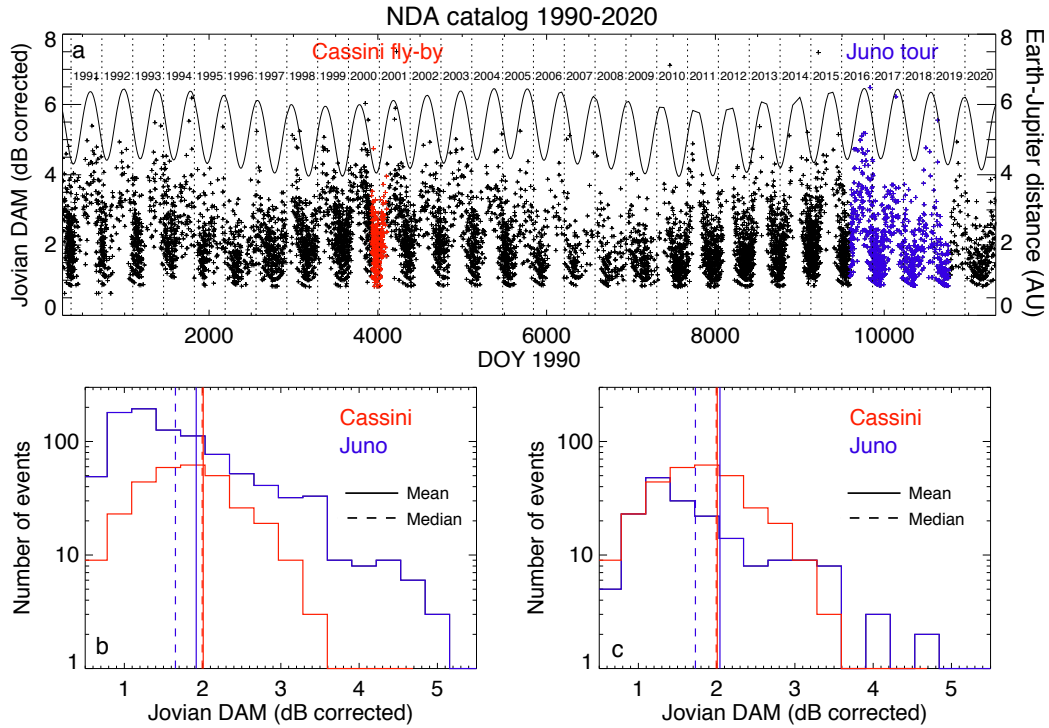 NDA catalog 1990-2020
a
Cassini fly-by
Juno tour
1991 1992 1993 1994 1995 1996 1997 1998 1999 2000 2001 2002 2003 2004 2005 2006 2007 2008 2009 2010 2011 2012 2013 2014 2015 2016 2017 2018 2019 2020
Jovian DAM (dB corrected)
8
6
4
2
0
Earth-Jupiter distance (AU)
8
6
4
2
0
2000 4000 6000 8000 10000
DOY 1990
Number of events
100
10
1
Cassini
Juno
Mean
Median
b
1 2 3 4 5
Jovian DAM (dB corrected)
Number of events
100
10
1
Cassini
Juno
Mean
Median
c
1 2 3 4 5
Jovian DAM (dB corrected)